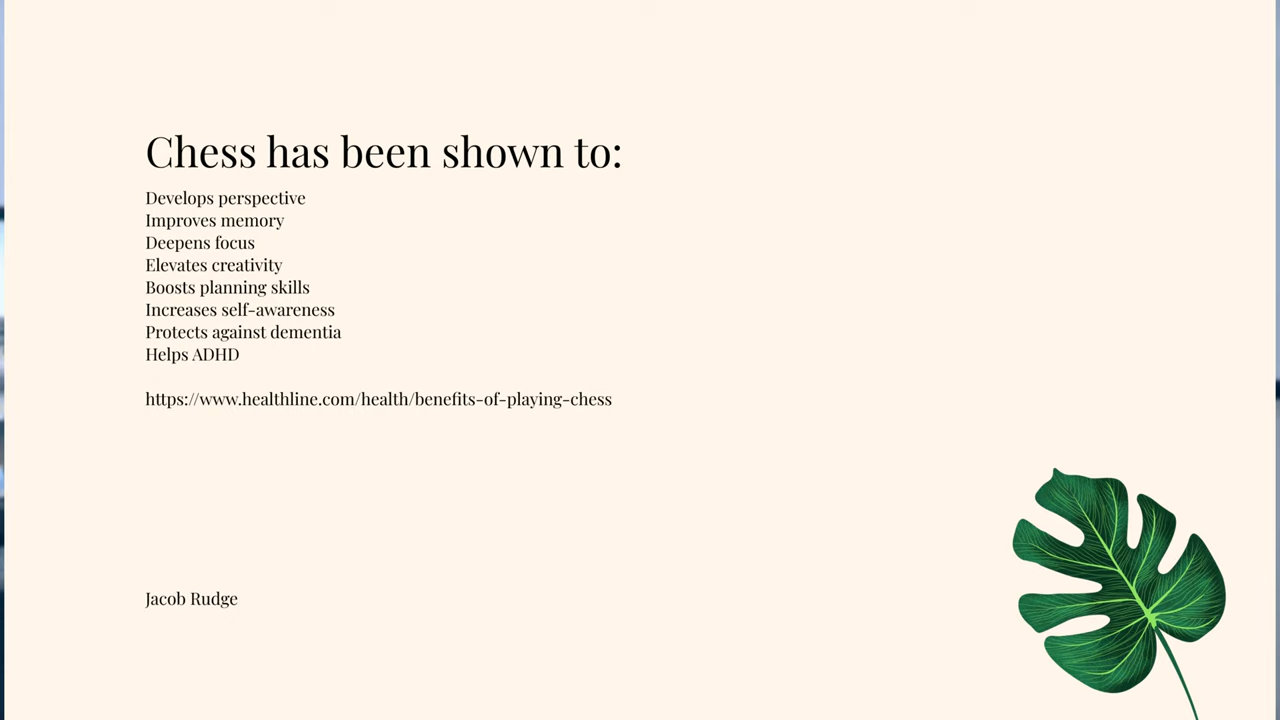 Chess has been shown to:
Develops perspective
Improves memory
Deepens focus
Elevates creativity
Boosts planning skills
Increases self-awareness
Protects against dementia
Helps ADHD
https://www.healthline.com/health/benefits-of-playing-chess
Jacob Rudge